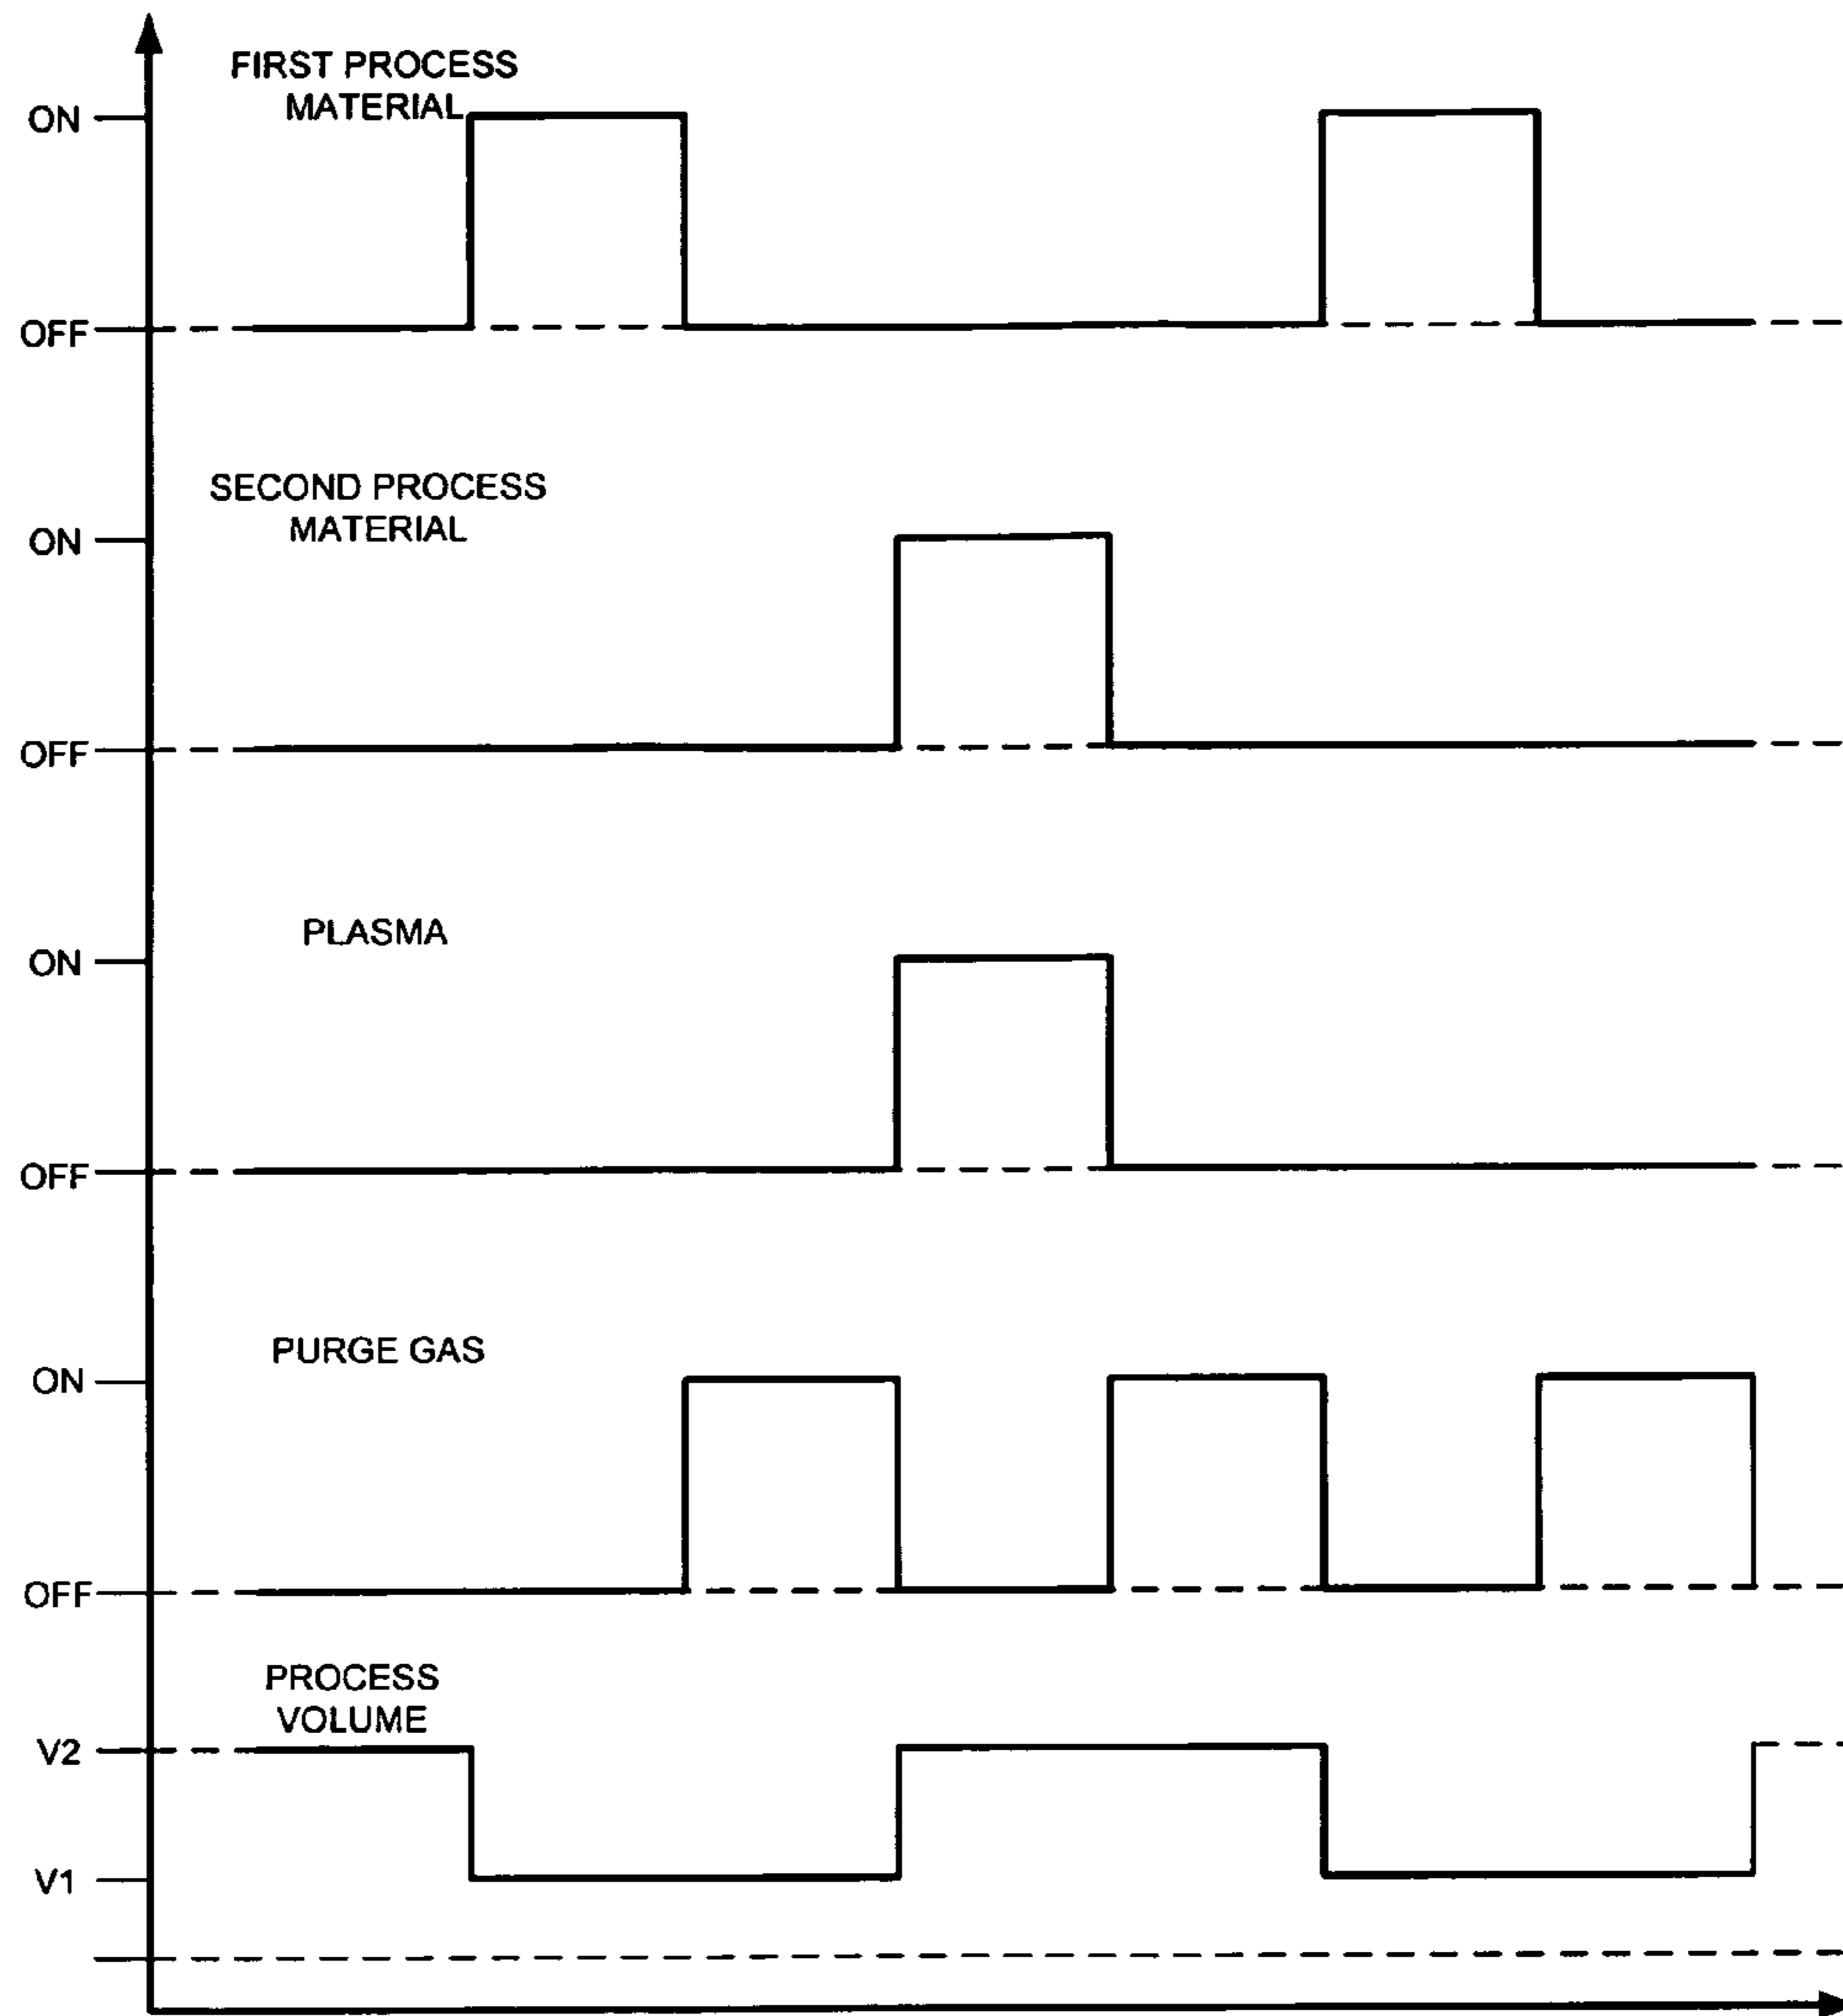 FIRST PROCESS
MATERIAL
ON
OFF
SECOND PROCESS
MATERIAL
ON
OFF
PLASMA
ON
OFF
PURGE GAS
ON
OFF
PROCESS
VOLUME
V2
V1